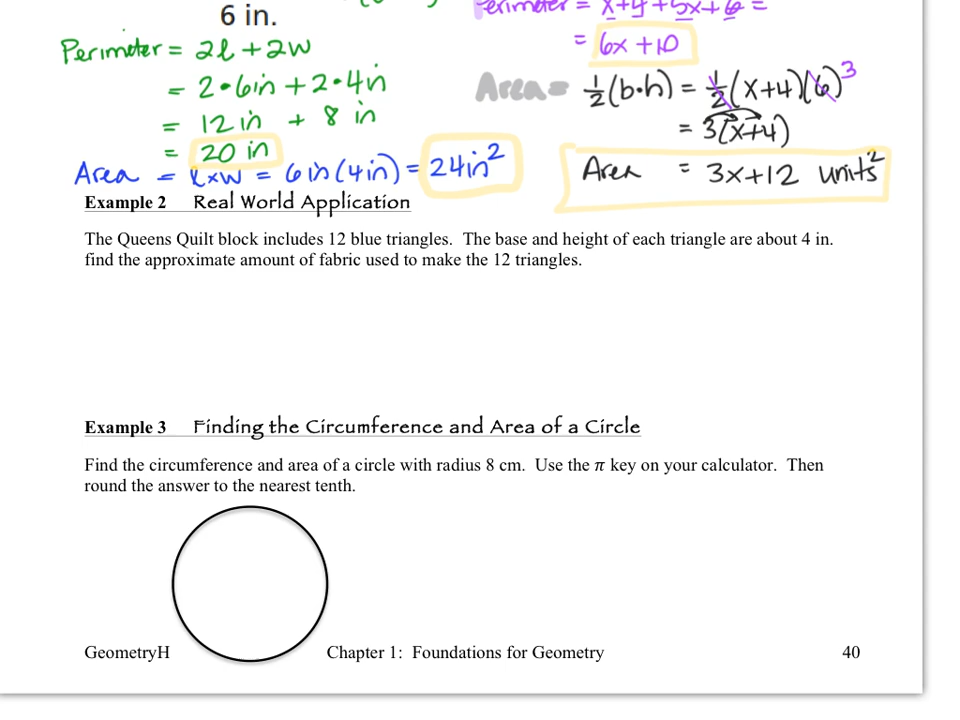 6 in.
Perimeter = x+4+5x+6 =
= 6x + 10
Perimeter = 2l + 2w
= 2•6in + 2•4in
= 12 in + 8 in
= 20 in
Area = l×w = 6in(4in) = 24in²
Area = ½(b·h) = ½(x+4)(6) 3
= 3(x+4)
Area = 3x+12 units²
Example 2 Real World Application
The Queens Quilt block includes 12 blue triangles. The base and height of each triangle are about 4 in.
find the approximate amount of fabric used to make the 12 triangles.
Example 3 Finding the Circumference and Area of a Circle
Find the circumference and area of a circle with radius 8 cm. Use the π key on your calculator. Then
round the answer to the nearest tenth.
GeometryH Chapter 1: Foundations for Geometry 40